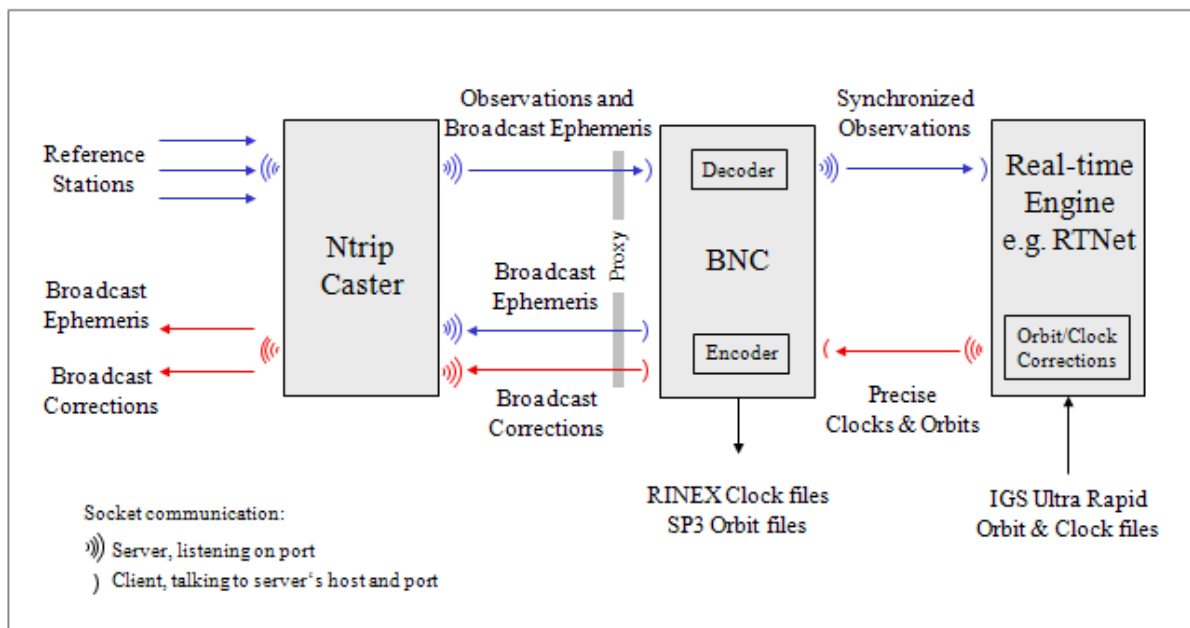 Reference
Stations
Broadcast
Ephemeris
Broadcast
Corrections
Ntrip
Caster
Observations and
Broadcast Ephemeris
Proxy
Broadcast
Ephemeris
Broadcast
Corrections
Decoder
BNC
Encoder
RINEX Clock files
SP3 Orbit files
Synchronized
Observations
Precise
Clocks & Orbits
Real-time
Engine
e.g. RTNet
Orbit/Clock
Corrections
IGS Ultra Rapid
Orbit & Clock files
Socket communication:
Server, listening on port
Client, talking to server‘s host and port